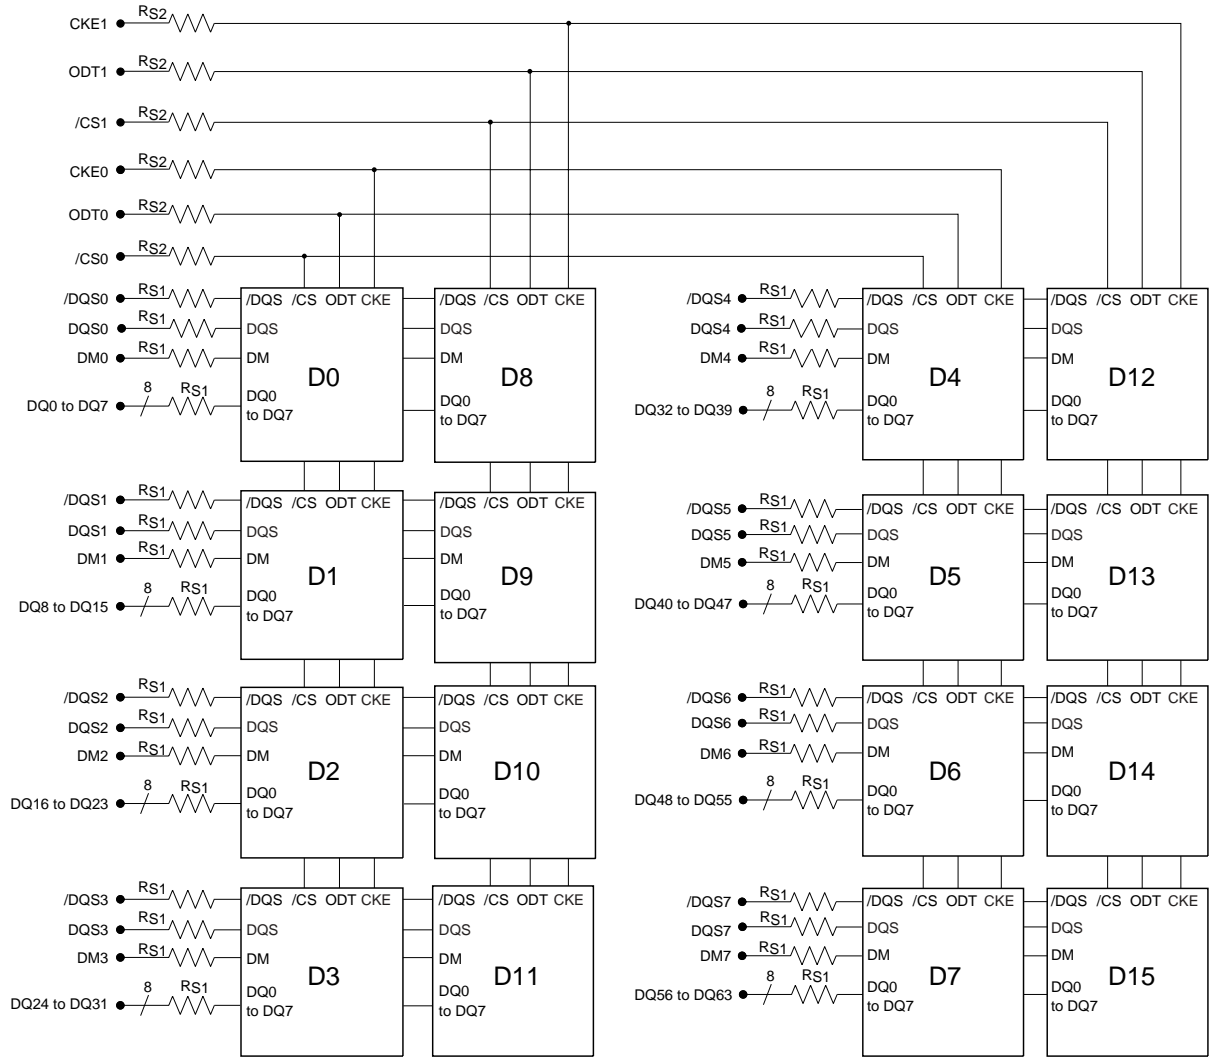 CKE1 RS2
ODT1 RS2
/CS1 RS2
CKE0 RS2
ODT0 RS2
/CS0 RS2
/DQS0 RS1 /DQS /CS ODT CKE /DQS /CS ODT CKE
DQS0 RS1 DQS DQS
DM0 RS1 DM DM
D0 D8
DQ0 to DQ7 8 RS1 DQ0 to DQ7 DQ0 to DQ7
/DQS4 RS1 /DQS /CS ODT CKE /DQS /CS ODT CKE
DQS4 RS1 DQS DQS
DM4 RS1 DM DM
D4 D12
DQ32 to DQ39 8 RS1 DQ0 to DQ7 DQ0 to DQ7
/DQS1 RS1 /DQS /CS ODT CKE /DQS /CS ODT CKE
DQS1 RS1 DQS DQS
DM1 RS1 DM DM
D1 D9
DQ8 to DQ15 8 RS1 DQ0 to DQ7 DQ0 to DQ7
/DQS5 RS1 /DQS /CS ODT CKE /DQS /CS ODT CKE
DQS5 RS1 DQS DQS
DM5 RS1 DM DM
D5 D13
DQ40 to DQ47 8 RS1 DQ0 to DQ7 DQ0 to DQ7
/DQS2 RS1 /DQS /CS ODT CKE /DQS /CS ODT CKE
DQS2 RS1 DQS DQS
DM2 RS1 DM DM
D2 D10
DQ16 to DQ23 8 RS1 DQ0 to DQ7 DQ0 to DQ7
/DQS6 RS1 /DQS /CS ODT CKE /DQS /CS ODT CKE
DQS6 RS1 DQS DQS
DM6 RS1 DM DM
D6 D14
DQ48 to DQ55 8 RS1 DQ0 to DQ7 DQ0 to DQ7
/DQS3 RS1 /DQS /CS ODT CKE /DQS /CS ODT CKE
DQS3 RS1 DQS DQS
DM3 RS1 DM DM
D3 D11
DQ24 to DQ31 8 RS1 DQ0 to DQ7 DQ0 to DQ7
/DQS7 RS1 /DQS /CS ODT CKE /DQS /CS ODT CKE
DQS7 RS1 DQS DQS
DM7 RS1 DM DM
D7 D15
DQ56 to DQ63 8 RS1 DQ0 to DQ7 DQ0 to DQ7